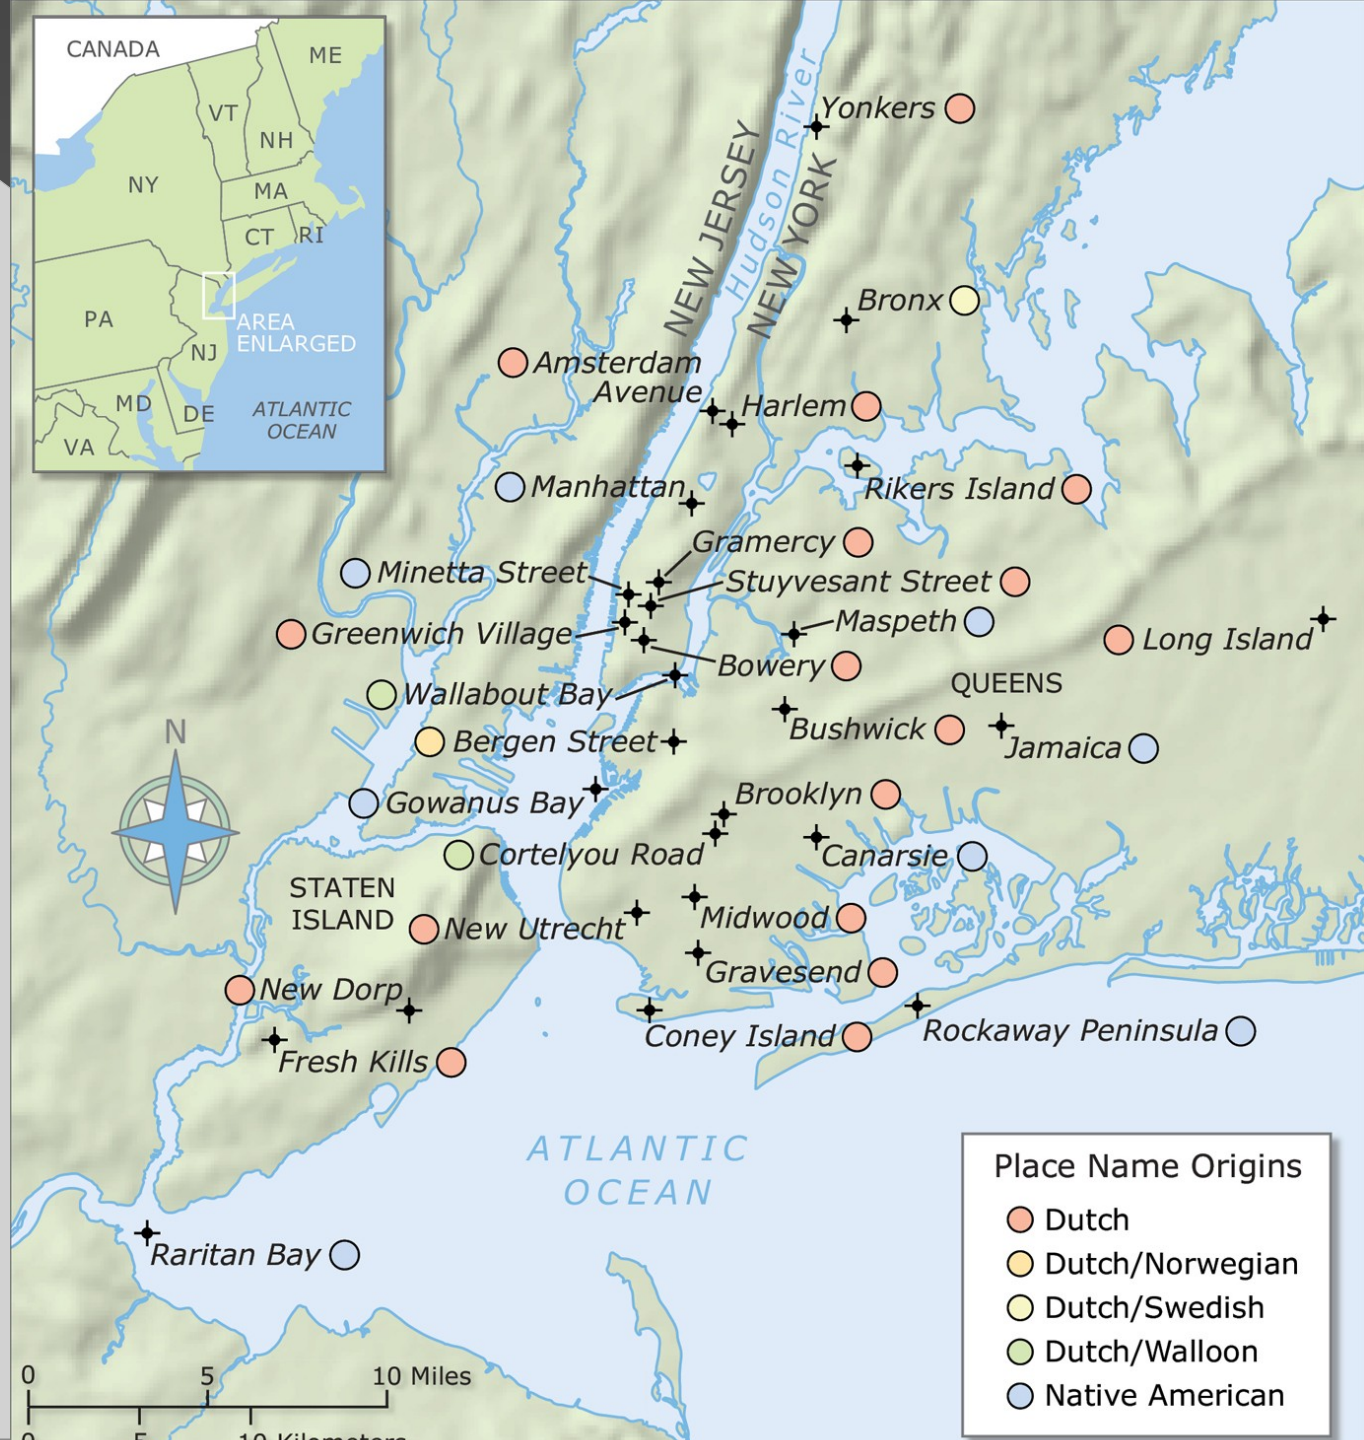 CANADA
ME
VT
NH
NY
MA
CT
RI
PA
AREA
ENLARGED
NJ
MD
DE
VA
ATLANTIC
OCEAN
Hudson River
NEW JERSEY
NEW YORK
Yonkers
Bronx
Amsterdam
Avenue
Harlem
Manhattan
Rikers Island
Gramercy
Minetta Street
Stuyvesant Street
Maspeth
Greenwich Village
Long Island
Bowery
QUEENS
Wallabout Bay
Bushwick
N
Bergen Street
Jamaica
Brooklyn
Gowanus Bay
Cortelyou Road
Canarsie
STATEN
ISLAND
New Utrecht
Midwood
Gravesend
New Dorp
Coney Island
Rockaway Peninsula
Fresh Kills
ATLANTIC
OCEAN
Raritan Bay
Place Name Origins
Dutch
Dutch/Norwegian
Dutch/Swedish
Dutch/Walloon
Native American
0 5 10 Miles
0 5 10 Kilometers